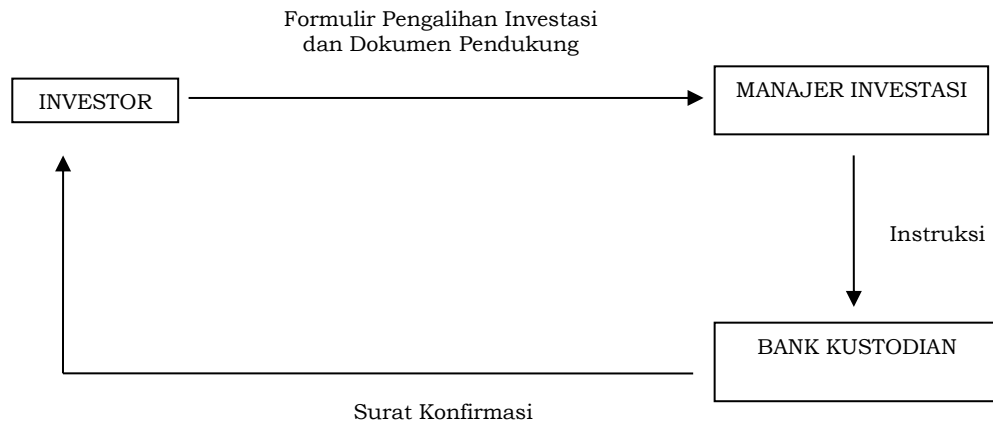 Formulir Pengalihan Investasi
dan Dokumen Pendukung
INVESTOR
MANAJER INVESTASI
Instruksi
BANK KUSTODIAN
Surat Konfirmasi